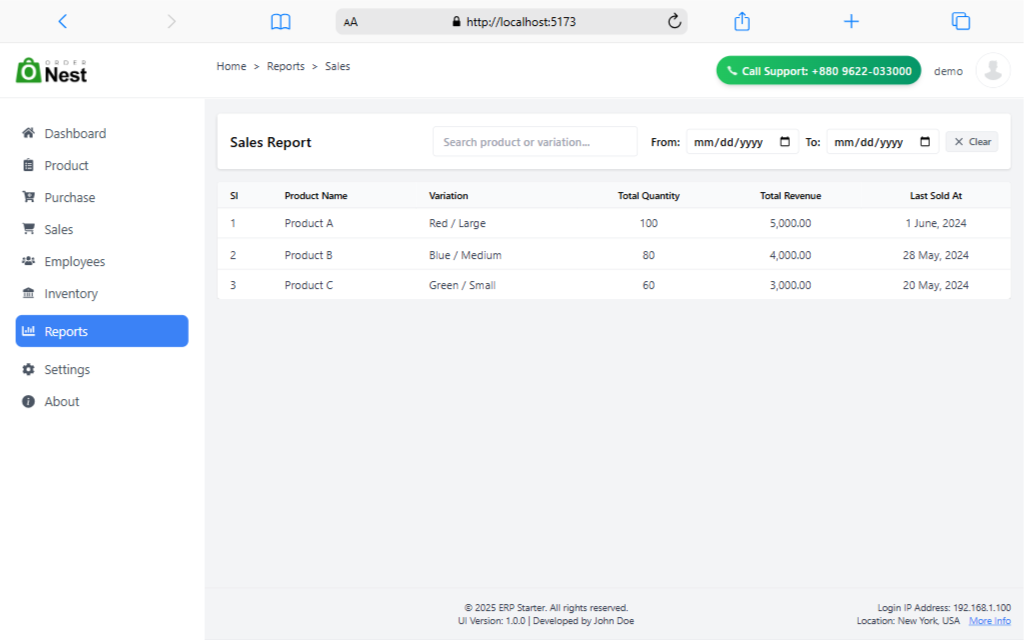 AA http://localhost:5173
ORDER
Nest
Home > Reports > Sales
Call Support: +880 9622-033000
demo
Dashboard
Product
Purchase
Sales
Employees
Inventory
Reports
Settings
About
Sales Report
Search product or variation...
From: mm/dd/yyyy To: mm/dd/yyyy Clear
Sl Product Name Variation Total Quantity Total Revenue Last Sold At
1 Product A Red / Large 100 5,000.00 1 June, 2024
2 Product B Blue / Medium 80 4,000.00 28 May, 2024
3 Product C Green / Small 60 3,000.00 20 May, 2024
© 2025 ERP Starter. All rights reserved.
UI Version: 1.0.0 | Developed by John Doe
Login IP Address: 192.168.1.100
Location: New York, USA More Info